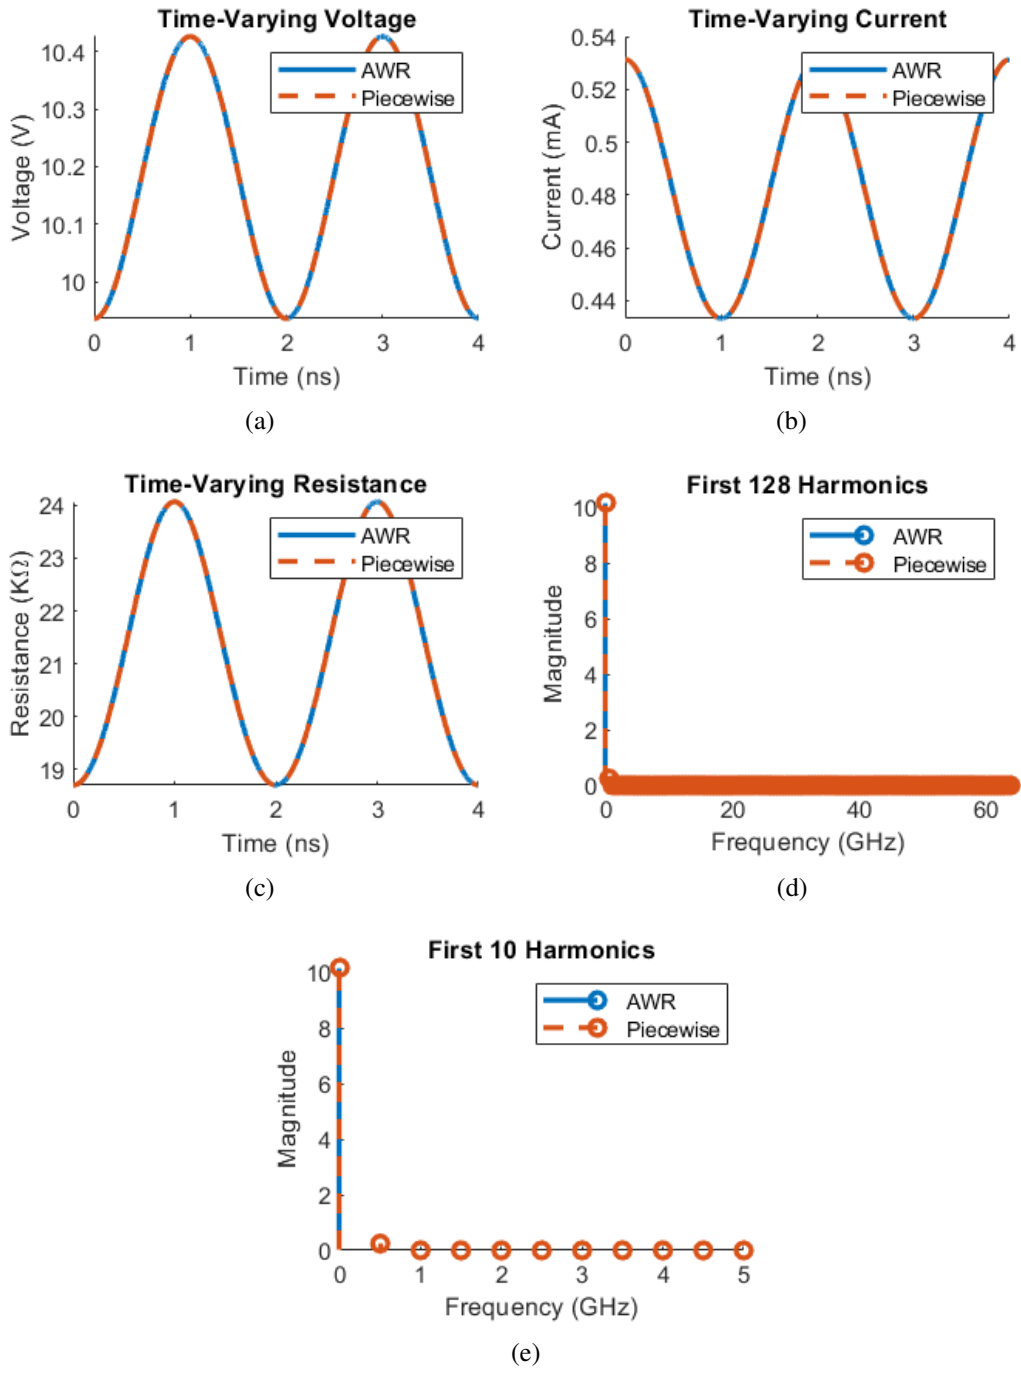 Time-Varying Voltage
10.4
10.3
10.2
10.1
10
Voltage (V)
AWR
Piecewise
0 1 2 3 4
Time (ns)
(a)
Time-Varying Current
0.54
0.52
0.5
0.48
0.46
0.44
Current (mA)
AWR
Piecewise
0 1 2 3 4
Time (ns)
(b)
Time-Varying Resistance
24
23
22
21
20
19
Resistance (KΩ)
AWR
Piecewise
0 1 2 3 4
Time (ns)
(c)
First 128 Harmonics
10
8
6
4
2
0
Magnitude
AWR
Piecewise
0 20 40 60
Frequency (GHz)
(d)
First 10 Harmonics
10
8
6
4
2
0
Magnitude
AWR
Piecewise
0 1 2 3 4 5
Frequency (GHz)
(e)